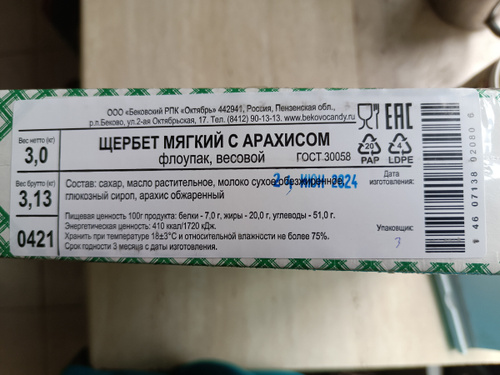 ООО «Бековский РПК «Октябрь» 442941, Россия, Пензенская обл.,
р.п.Беково, ул.2-ая Октябрьская, 17. Тел. (8412) 90-13-13. www.bekovocandy.ru
EAC
Вес нетто (кг)
3,0
ЩЕРБЕТ МЯГКИЙ С АРАХИСОМ
флоупак, весовой ГОСТ 30058
20
PAP
4
LDPE
Вес брутто (кг)
3,13
0421
Состав: сахар, масло растительное, молоко сухое обезжиренное,
глюкозный сироп, арахис обжаренный
ИЮН 2024
Дата
изготовления:
Пищевая ценность 100г продукта: белки - 7,0 г, жиры - 20,0 г, углеводы - 51,0 г.
Энергетическая ценность: 410 ккал/1720 кДж.
Хранить при температуре 18±3°С и относительной влажности не более 75%.
Срок годности 3 месяца с даты изготовления.
Упаковщик:
3